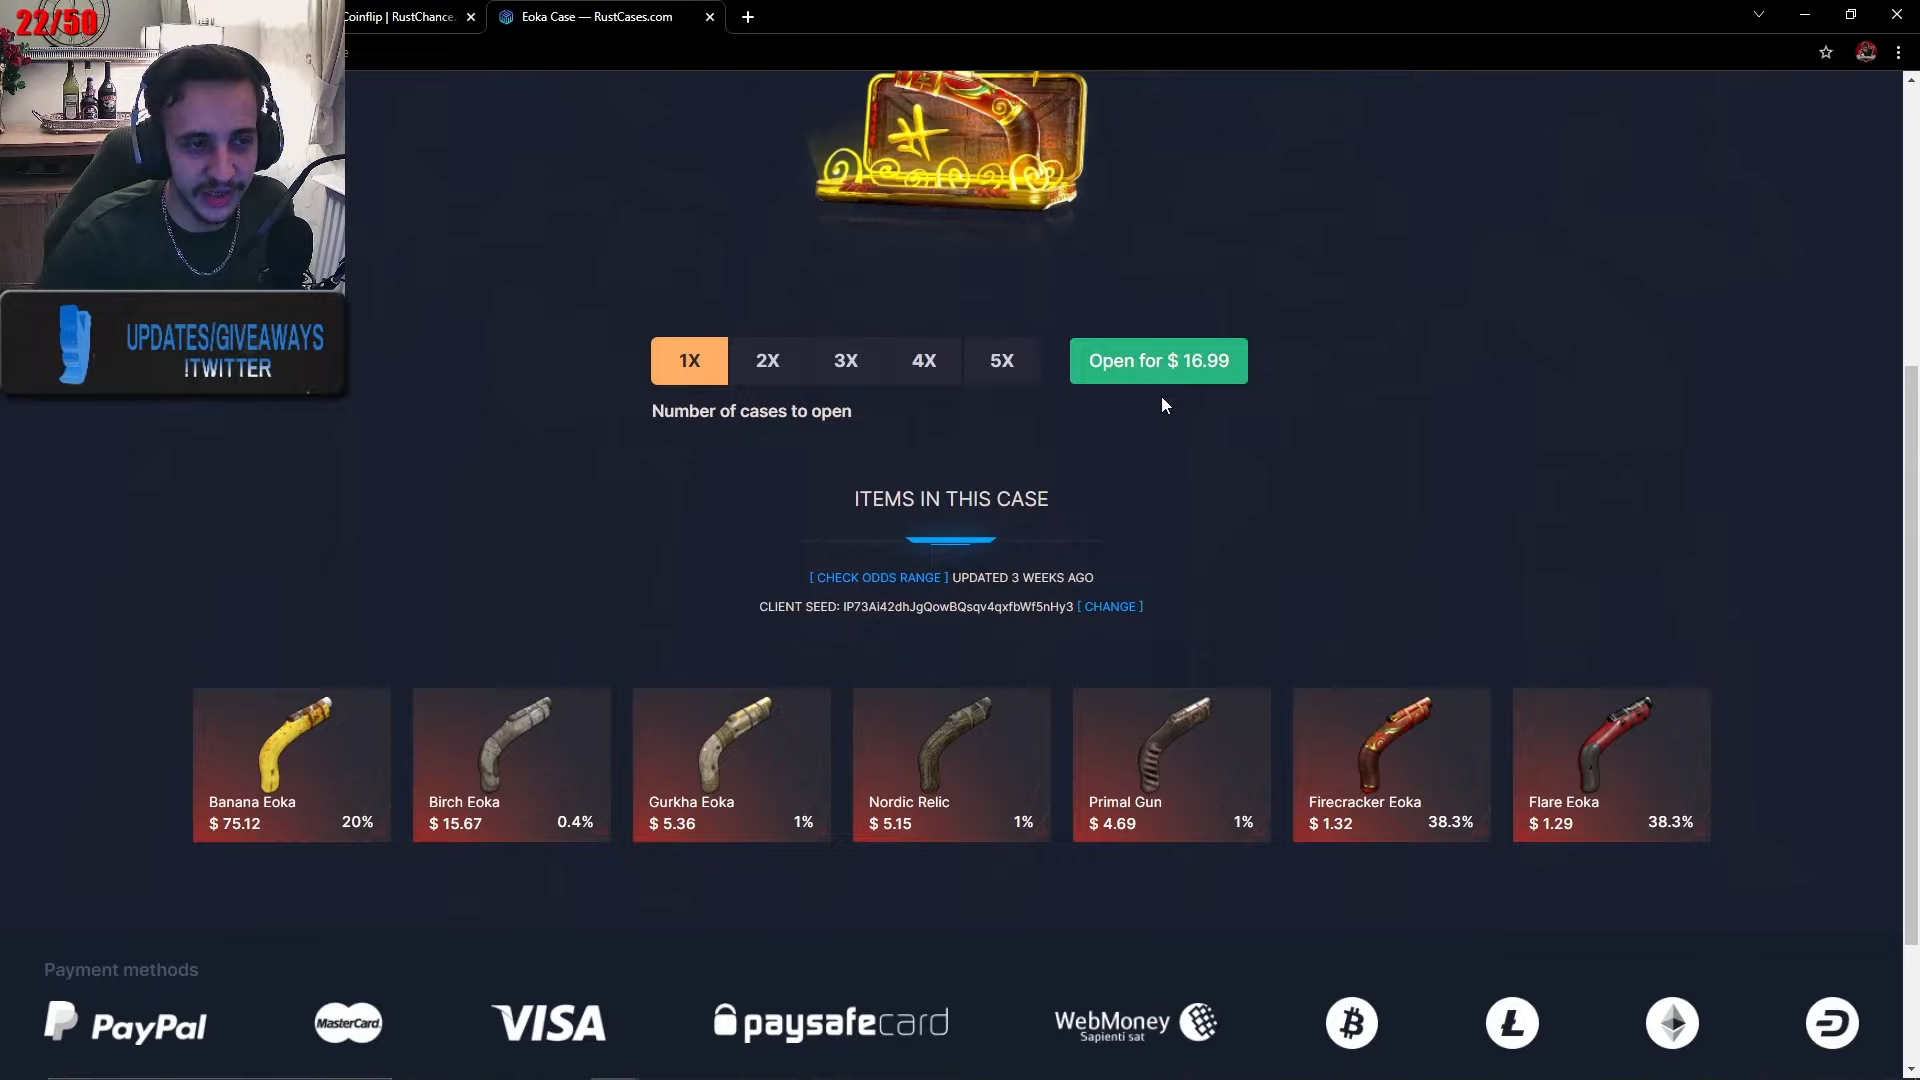 22/50
Coinflip | RustChance.
Eoka Case — RustCases.com
UPDATES/GIVEAWAYS
!TWITTER
1X
2X
3X
4X
5X
Open for $ 16.99
Number of cases to open
ITEMS IN THIS CASE
[ CHECK ODDS RANGE ] UPDATED 3 WEEKS AGO
CLIENT SEED: IP73Ai42dhJgQowBQsqv4qxfbWf5nHy3 [ CHANGE ]
Banana Eoka
$ 75.12
20%
Birch Eoka
$ 15.67
0.4%
Gurkha Eoka
$ 5.36
1%
Nordic Relic
$ 5.15
1%
Primal Gun
$ 4.69
1%
Firecracker Eoka
$ 1.32
38.3%
Flare Eoka
$ 1.29
38.3%
Payment methods
PayPal
MasterCard
VISA
paysafecard
WebMoney
Sapienti sat